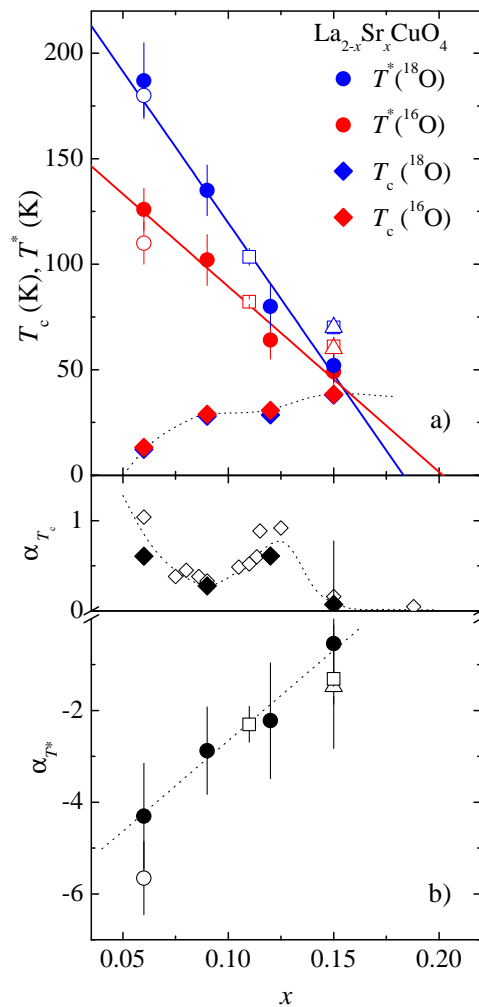 La2-xSrxCuO4
T*(18O)
T*(16O)
Tc (18O)
Tc (16O)
Tc (K), T* (K)
200
150
100
50
0
a)
αTc
1
0
αT*
-2
-4
-6
b)
0.05 0.10 0.15 0.20
x